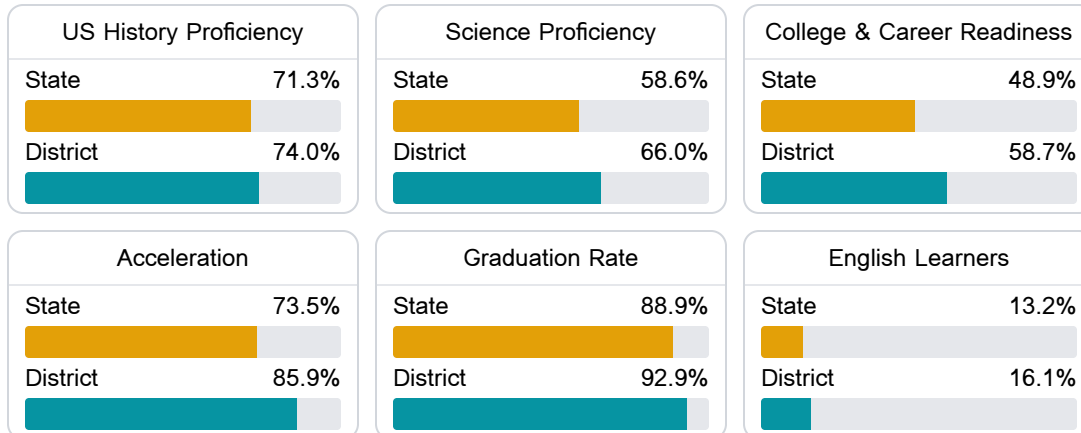 US History Proficiency
State 71.3%
District 74.0%
Science Proficiency
State 58.6%
District 66.0%
College & Career Readiness
State 48.9%
District 58.7%
Acceleration
State 73.5%
District 85.9%
Graduation Rate
State 88.9%
District 92.9%
English Learners
State 13.2%
District 16.1%